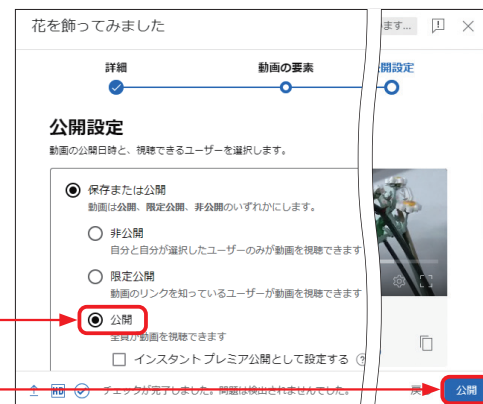 花を飾ってみました
ます...
詳細
動画の要素
開設定
公開設定
動画の公開日時と、視聴できるユーザーを選択します。
保存または公開
動画は公開、限定公開、非公開のいずれかにします。
非公開
自分と自分が選択したユーザーのみが動画を視聴できます
限定公開
動画のリンクを知っているユーザーが動画を視聴できます
公開
全員が動画を視聴できます
インスタント プレミア公開として設定する
HD
チェックが完了しました。問題は検出されませんでした。
戻
公開